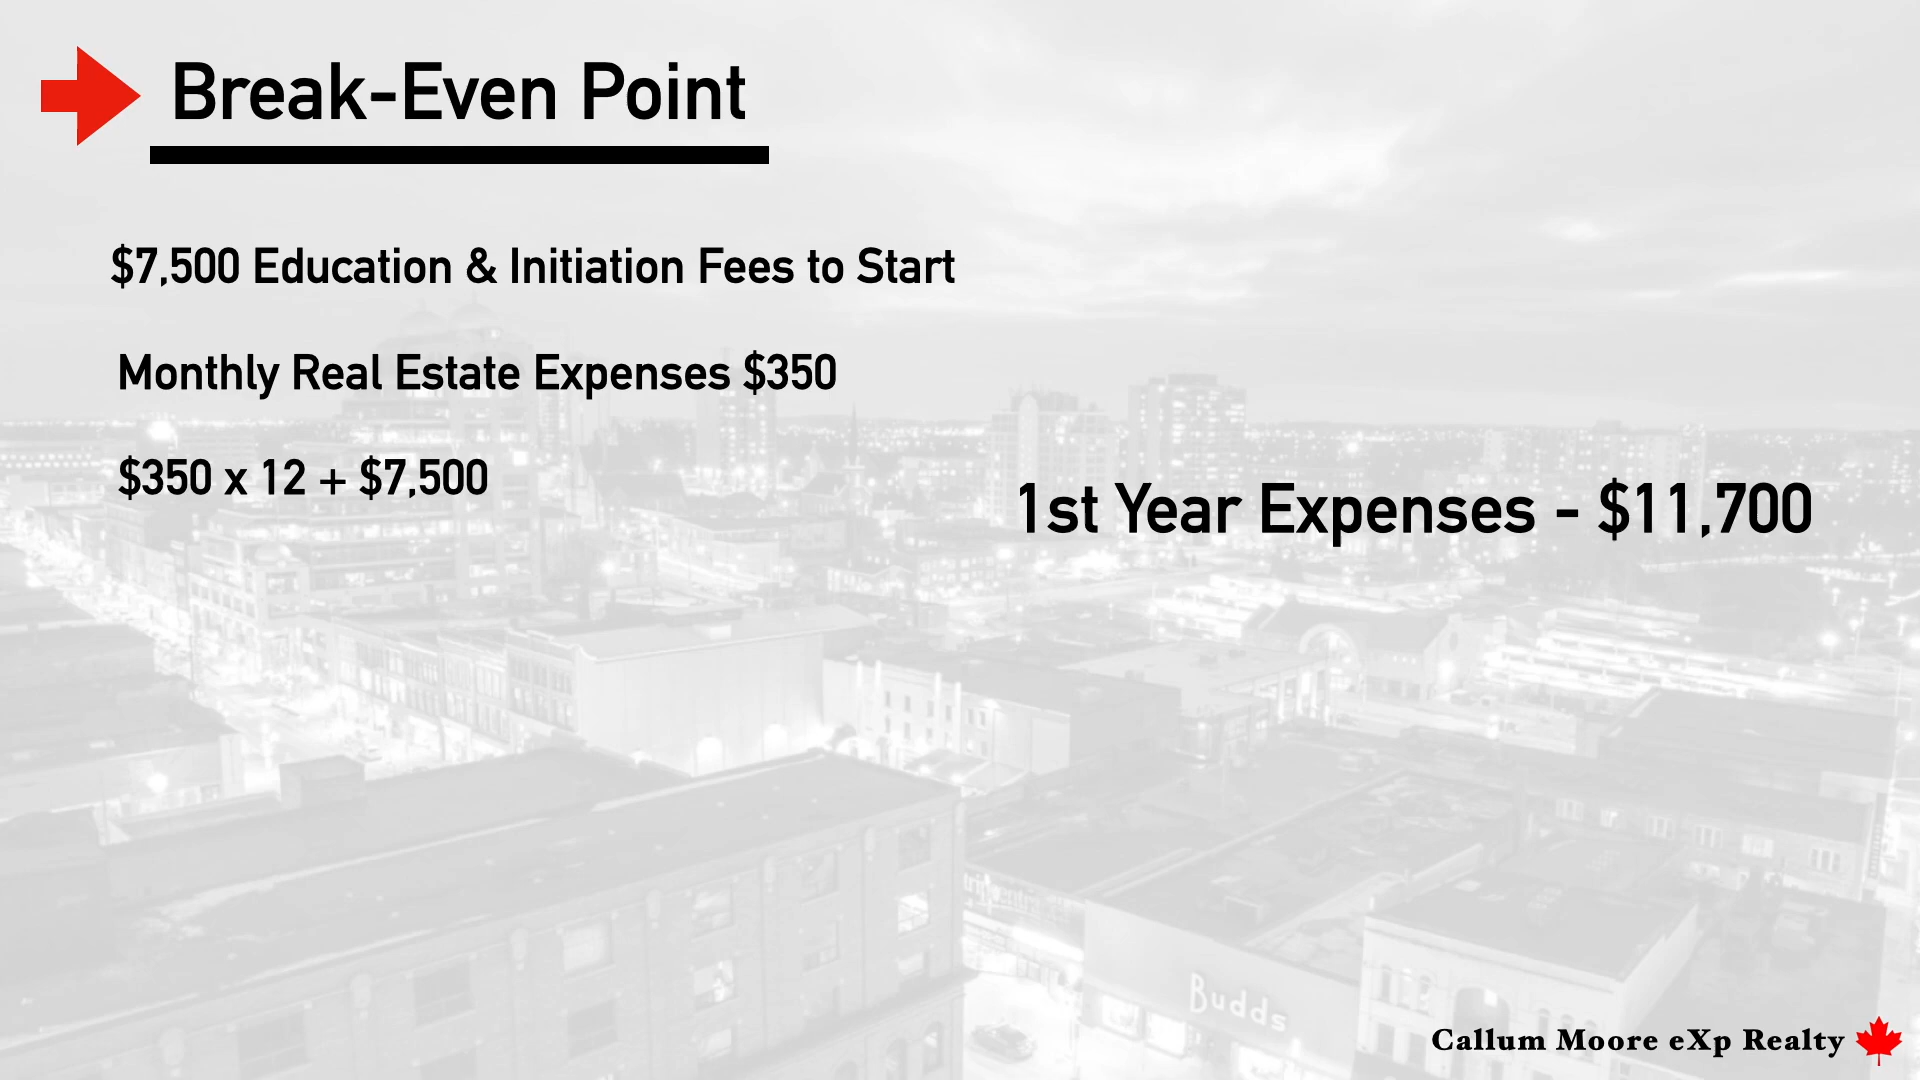 Break-Even Point
$7,500 Education & Initiation Fees to Start
Monthly Real Estate Expenses $350
$350 x 12 + $7,500
1st Year Expenses - $11,700
Budds
Callum Moore eXp Realty